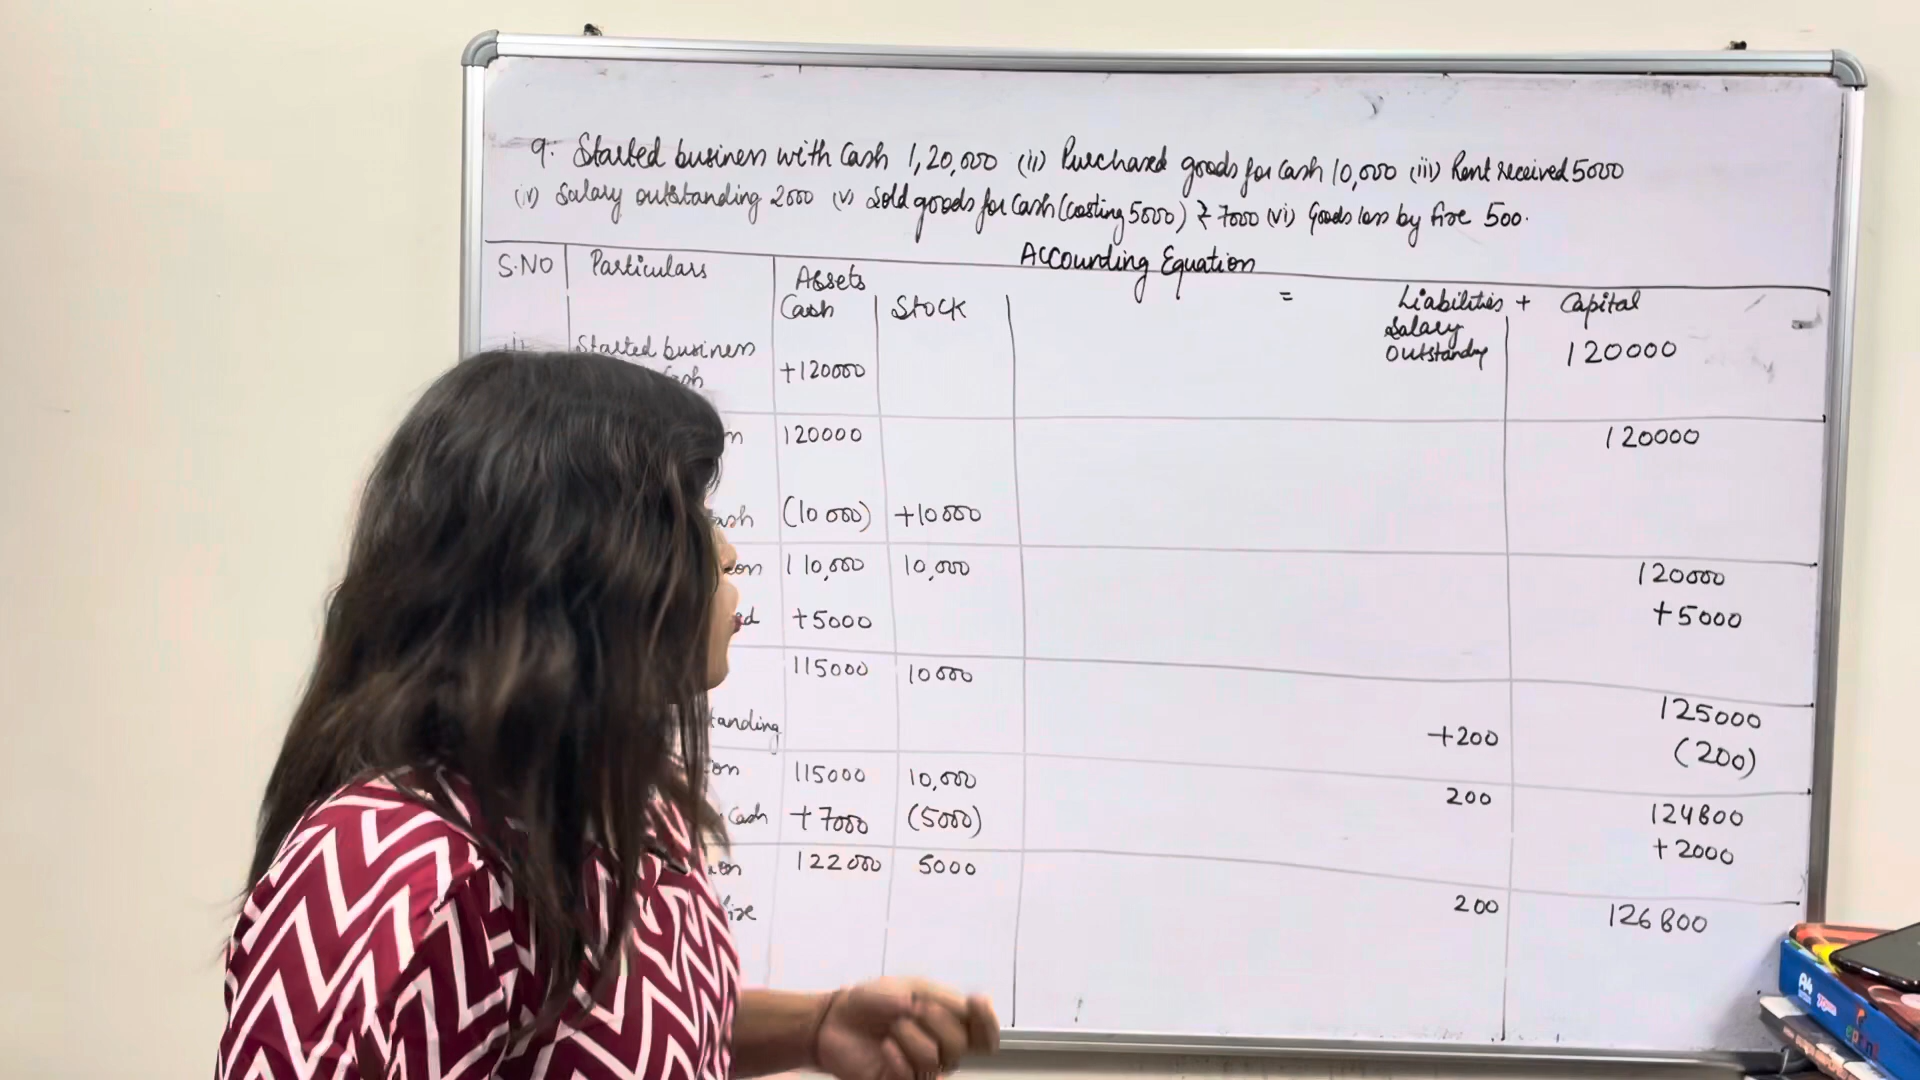 9. Started business with Cash 1,20,000 (ii) Purchased goods for Cash 10,000 (iii) Rent received 5000
(iv) Salary outstanding 2000 (v) Sold goods for Cash (costing 5000) ₹ 7000 (vi) Goods loss by fire 500.
Accounting Equation
S.NO Particulars Assets = Liabilities + Capital
Cash Stock Salary Outstanding
Started business +120000 120000
120000 120000
(10000) +10000
110,000 10,000 120000
+5000 +5000
115000 10000 125000
tanding +200 (200)
115000 10,000 200 124800
Cash +7000 (5000) +2000
122000 5000 200 126800
fire
A4